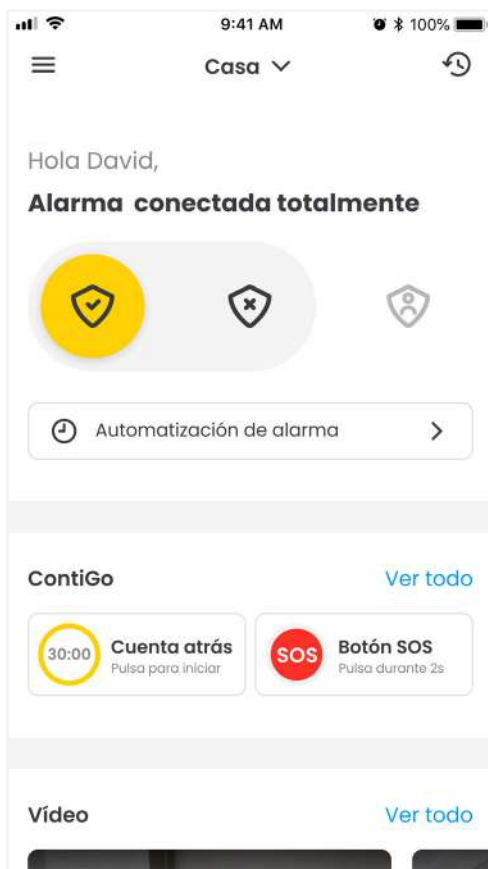 9:41 AM
100%
Casa
Hola David,
Alarma conectada totalmente
Automatización de alarma
ContiGo
Ver todo
30:00
Cuenta atrás
Pulsa para iniciar
SOS
Botón SOS
Pulsa durante 2s
Vídeo
Ver todo